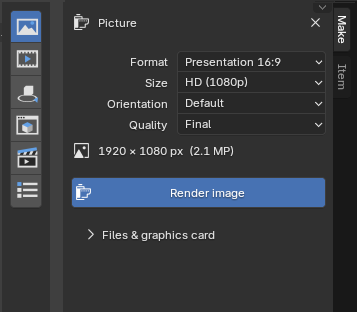 Picture
Make
Item
Format Presentation 16:9
Size HD (1080p)
Orientation Default
Quality Final
1920 × 1080 px (2.1 MP)
Render image
Files & graphics card